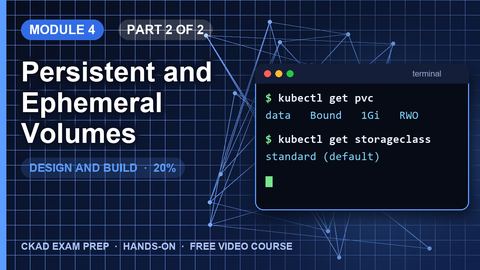 MODULE 4
PART 2 OF 2
Persistent and
Ephemeral
Volumes
DESIGN AND BUILD · 20%
terminal
$ kubectl get pvc
data Bound 1Gi RWO
$ kubectl get storageclass
standard (default)
CKAD EXAM PREP · HANDS-ON · FREE VIDEO COURSE